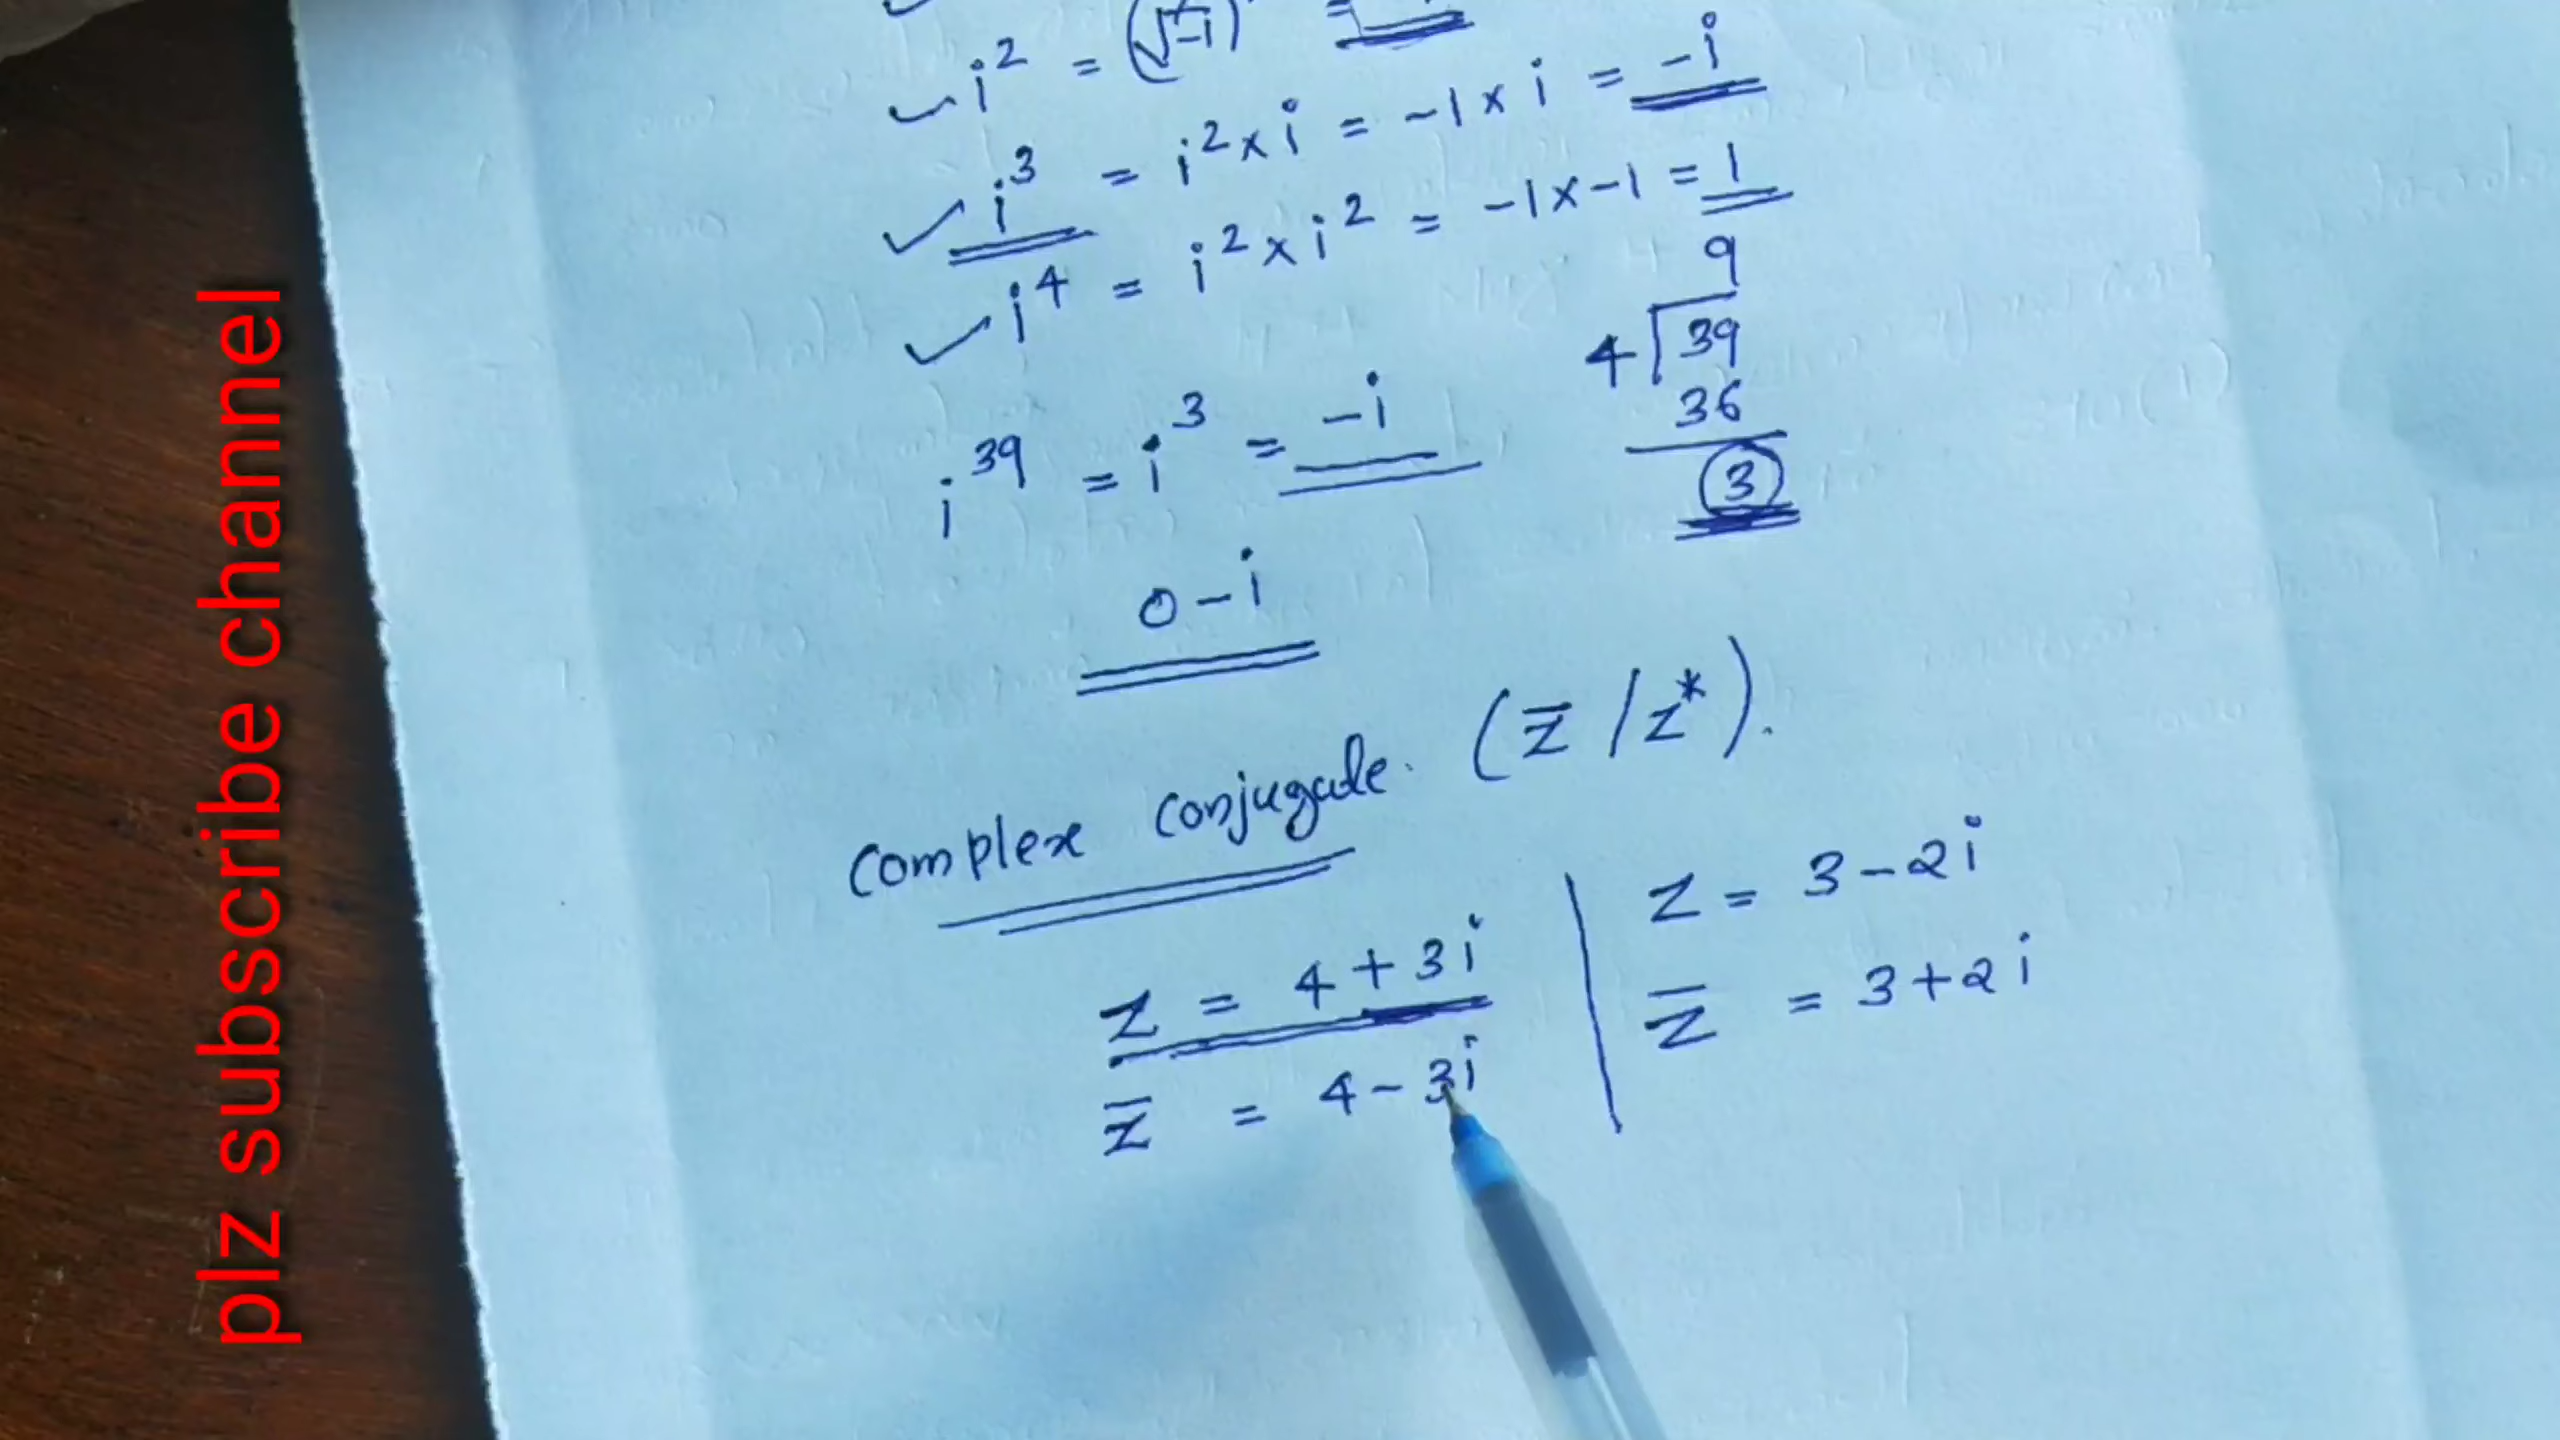 i² = (√-1)
i³ = i² × i = -1 × i = -i
i⁴ = i² × i² = -1 × -1 = 1
9
4 39
36
3
i³⁹ = i³ = -i
0 - i
Complex conjugate. (z̅ / z*).
z = 4 + 3i
z̅ = 4 - 3i
z = 3 - 2i
z̅ = 3 + 2i
plz subscribe channel